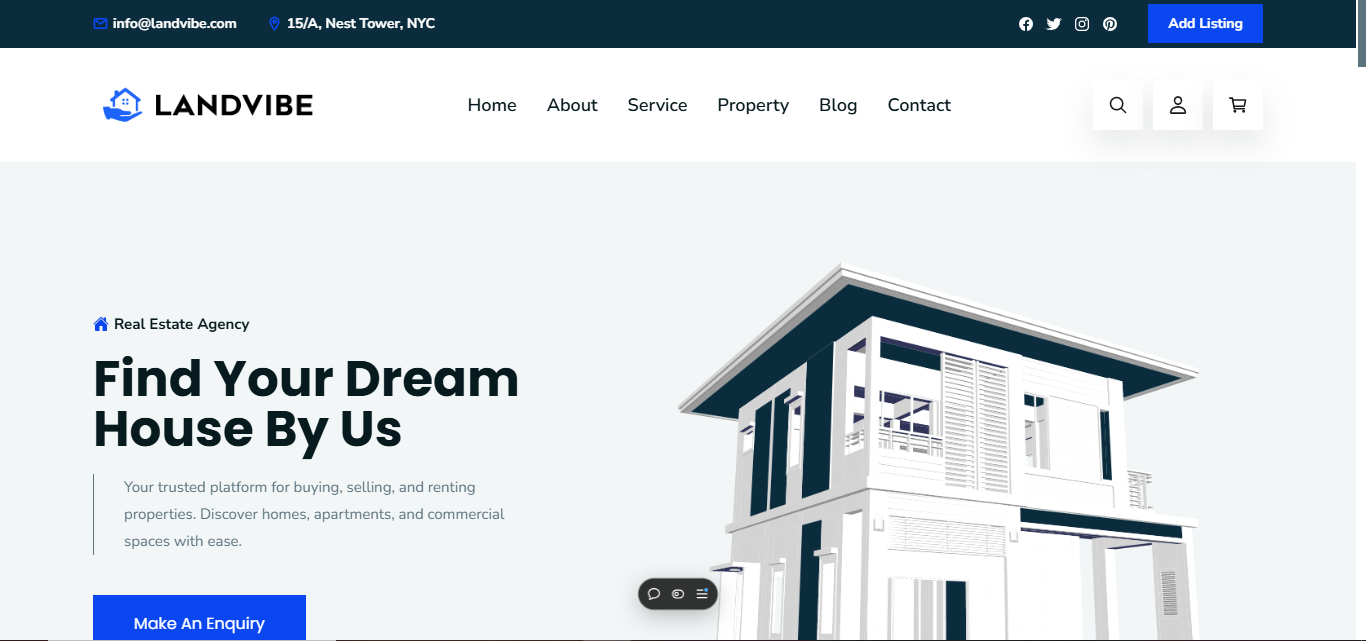 info@landvibe.com
15/A, Nest Tower, NYC
Add Listing
LANDVIBE
Home
About
Service
Property
Blog
Contact
Real Estate Agency
Find Your Dream
House By Us
Your trusted platform for buying, selling, and renting
properties. Discover homes, apartments, and commercial
spaces with ease.
Make An Enquiry